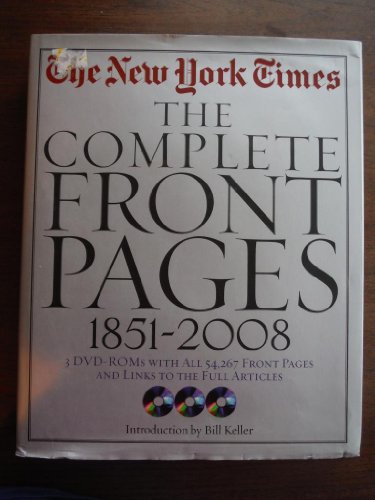 The New York Times
THE
COMPLETE
FRONT
PAGES
1851-2008
3 DVD-ROMS WITH ALL 54,267 FRONT PAGES
AND LINKS TO THE FULL ARTICLES
Introduction by Bill Keller